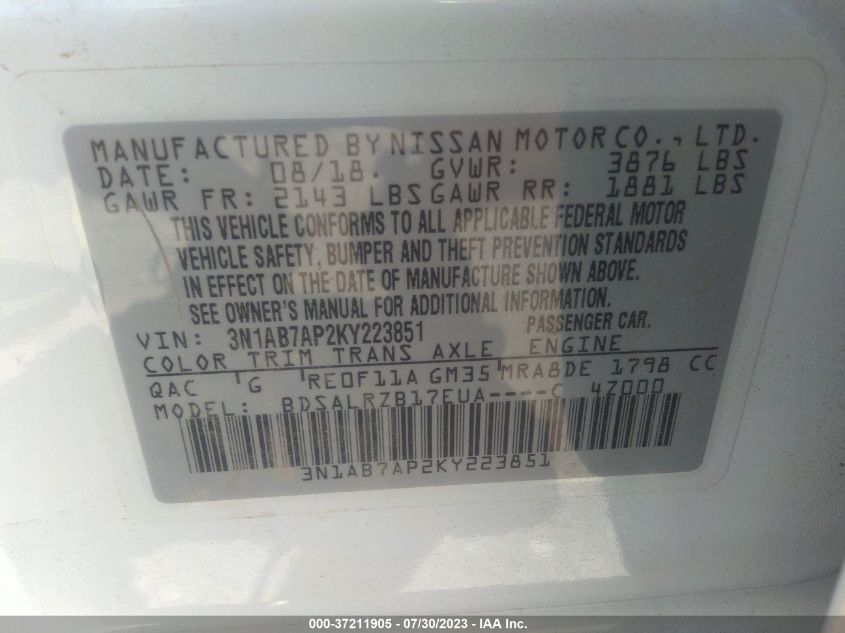 MANUFACTURED BY NISSAN MOTOR CO., LTD.
DATE: 08/18. GVWR: 3876 LBS
GAWR FR: 2143 LBS GAWR RR: 1881 LBS
THIS VEHICLE CONFORMS TO ALL APPLICABLE FEDERAL MOTOR
VEHICLE SAFETY, BUMPER AND THEFT PREVENTION STANDARDS
IN EFFECT ON THE DATE OF MANUFACTURE SHOWN ABOVE.
SEE OWNER'S MANUAL FOR ADDITIONAL INFORMATION.
VIN: 3N1AB7AP2KY223851 PASSENGER CAR.
COLOR TRIM TRANS AXLE ENGINE
QAC G RE0F11A GM35 MRA8DE 1798 CC
MODEL: BDSALRZB17EUA----C 4Z000
3N1AB7AP2KY223851
000-37211905 - 07/30/2023 - IAA Inc.